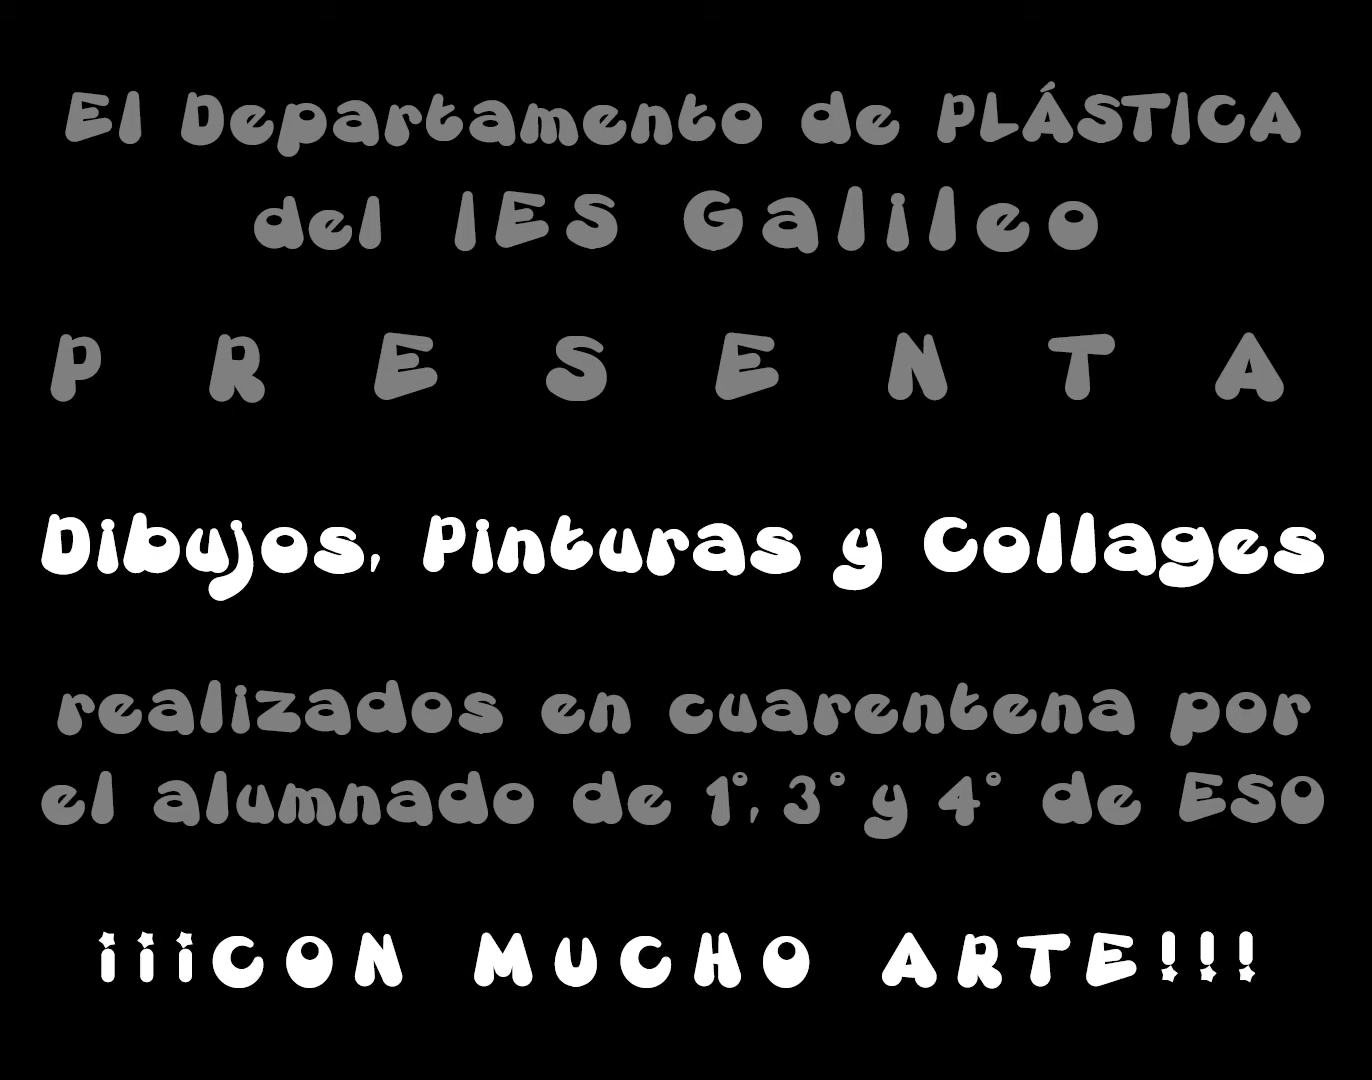 El Departamento de PLÁSTICA
del IES Galileo
PRESENTA
Dibujos, Pinturas y Collages
realizados en cuarentena por
el alumnado de 1º, 3º y 4º de ESO
¡¡¡CON MUCHO ARTE!!!